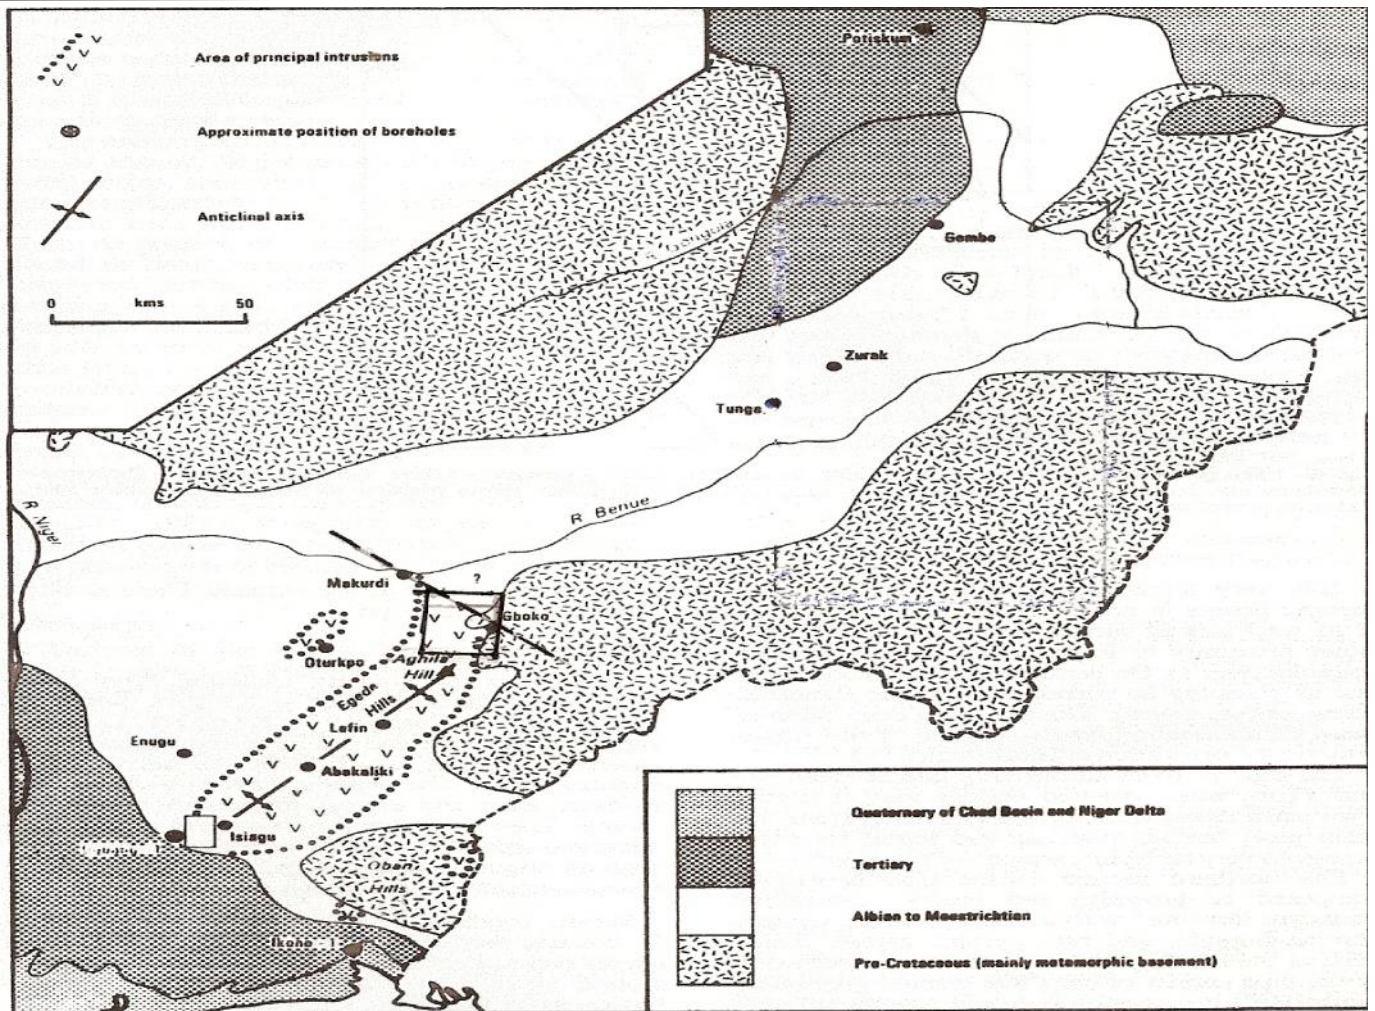 Area of principal intrusions
Approximate position of boreholes
Anticlinal axis
0 kms 50
Potiskum
Gombe
Zurak
Tunga.
R. Niger
R Benue
Makurdi
?
Gboko
Oturkpo
Hill
Egede
Hills
Lefin
Enugu
Abakaliki
Isiagu
Oban
Hills
Ikono - 1
Quaternary of Chad Basin and Niger Delta
Tertiary
Albian to Maestrichtian
Pre-Cretaceous (mainly metamorphic basement)